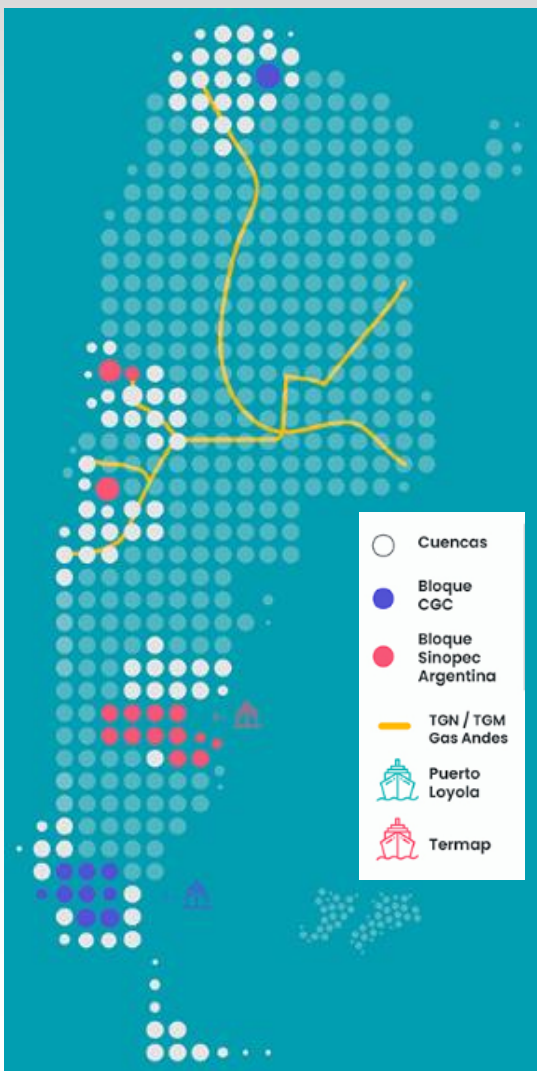 Cuencas
Bloque
CGC
Bloque
Sinopec
Argentina
TGN / TGM
Gas Andes
Puerto
Loyola
Termap